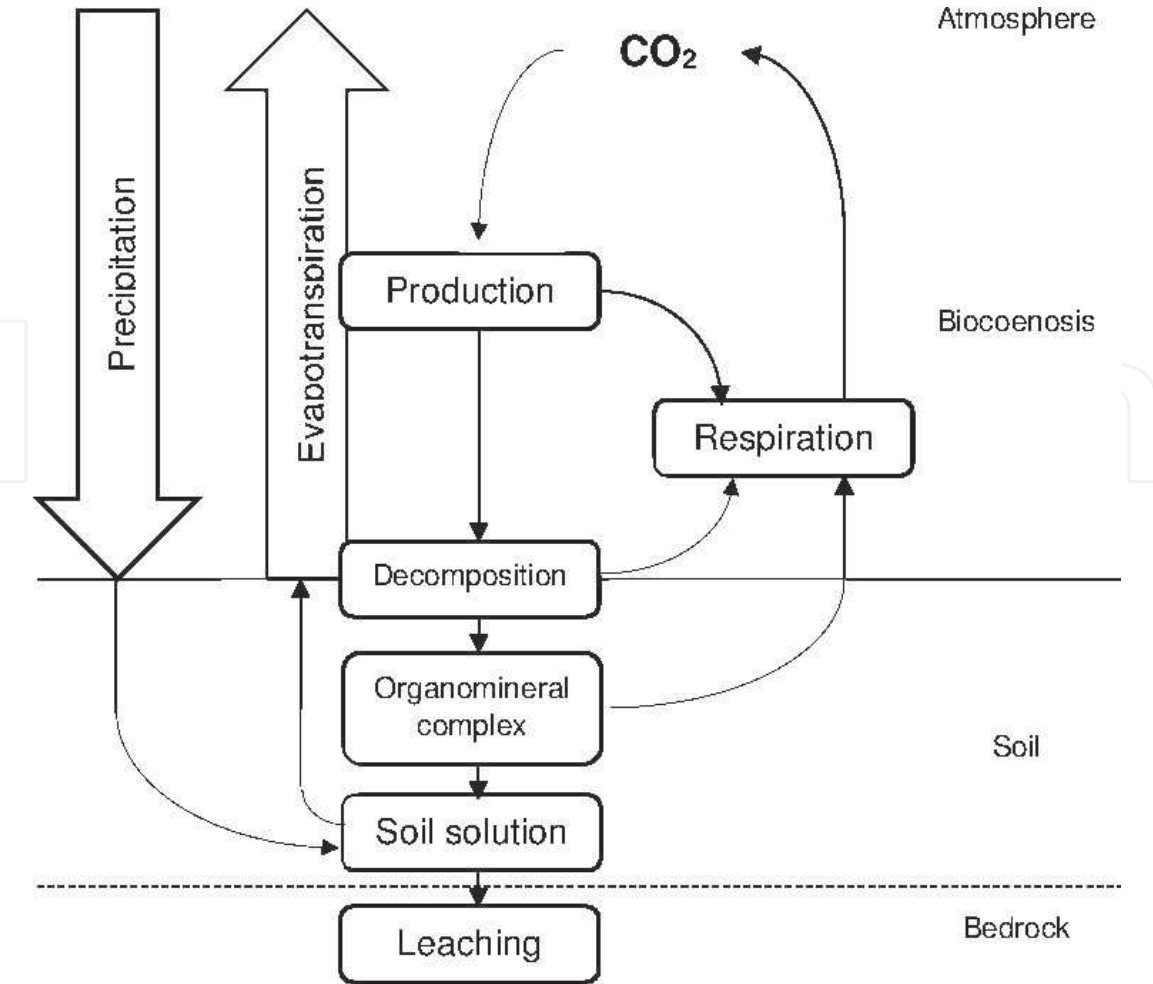 Atmosphere
CO₂
Precipitation
Evapotranspiration
Production
Biocoenosis
Respiration
Decomposition
Organomineral
complex
Soil
Soil solution
Bedrock
Leaching